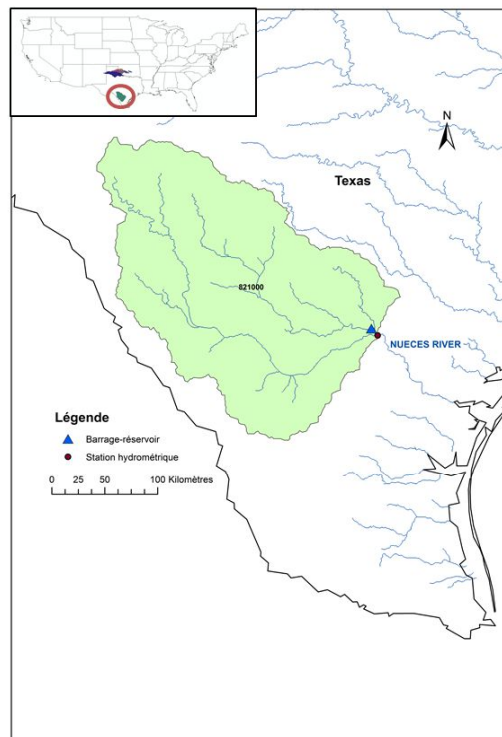 N
Texas
821000
NUECES RIVER
Légende
Barrage-réservoir
Station hydrométrique
0 25 50 100 Kilomètres